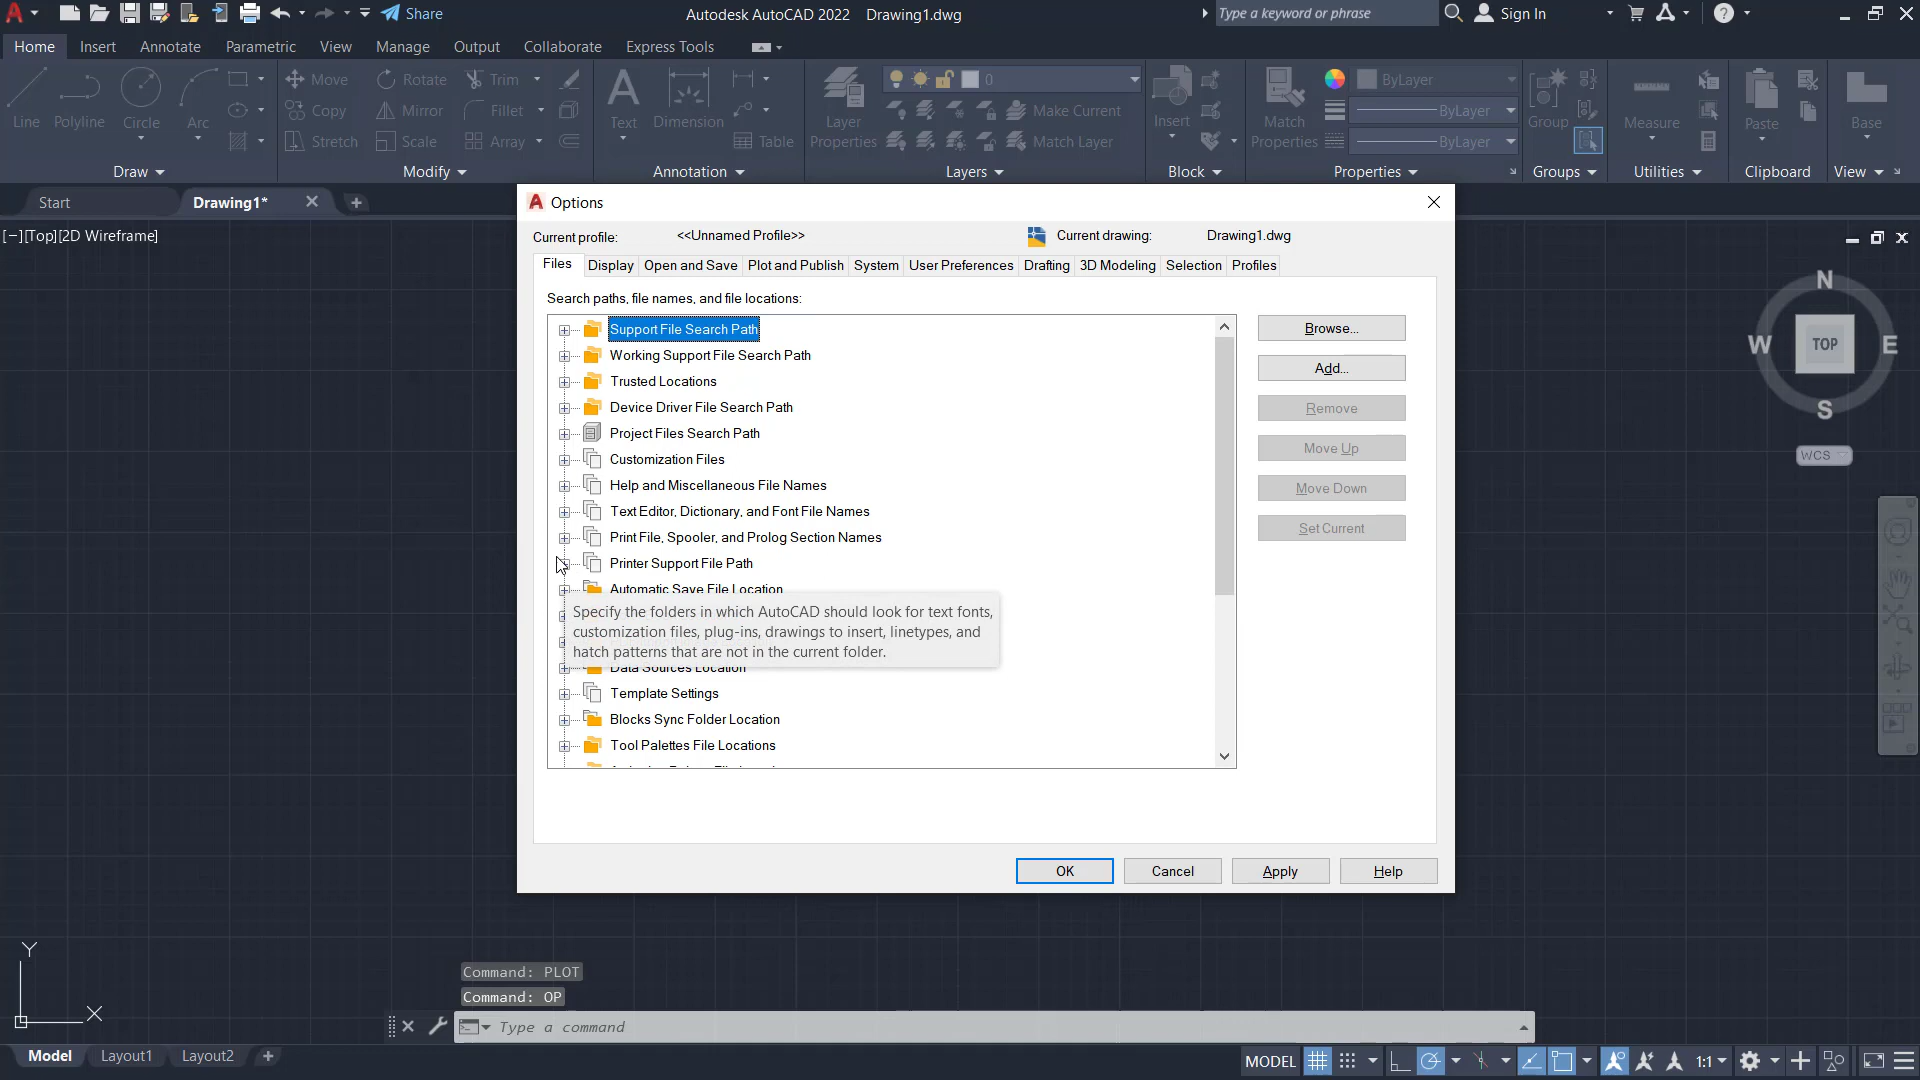 Share
Autodesk AutoCAD 2022 Drawing1.dwg
Type a keyword or phrase
Sign In
Home Insert Annotate Parametric View Manage Output Collaborate Express Tools
Line Polyline Circle Arc
Move Rotate Trim
Copy Mirror Fillet
Stretch Scale Array
Text Dimension Table
Layer Properties
0
Make Current
Match Layer
Insert
Match Properties
ByLayer
ByLayer
ByLayer
Group Measure Paste Base
Draw Modify Annotation Layers Block Properties Groups Utilities Clipboard View
Start Drawing1*
[−][Top][2D Wireframe]
Options
Current profile: <<Unnamed Profile>> Current drawing: Drawing1.dwg
Files Display Open and Save Plot and Publish System User Preferences Drafting 3D Modeling Selection Profiles
Search paths, file names, and file locations:
Support File Search Path
Working Support File Search Path
Trusted Locations
Device Driver File Search Path
Project Files Search Path
Customization Files
Help and Miscellaneous File Names
Text Editor, Dictionary, and Font File Names
Print File, Spooler, and Prolog Section Names
Printer Support File Path
Automatic Save File Location
Specify the folders in which AutoCAD should look for text fonts,
customization files, plug-ins, drawings to insert, linetypes, and
hatch patterns that are not in the current folder.
Data Sources Location
Template Settings
Blocks Sync Folder Location
Tool Palettes File Locations
Browse...
Add...
Remove
Move Up
Move Down
Set Current
OK Cancel Apply Help
N
W TOP E
S
WCS
Y
X
Command: PLOT
Command: OP
Type a command
Model Layout1 Layout2
MODEL 1:1